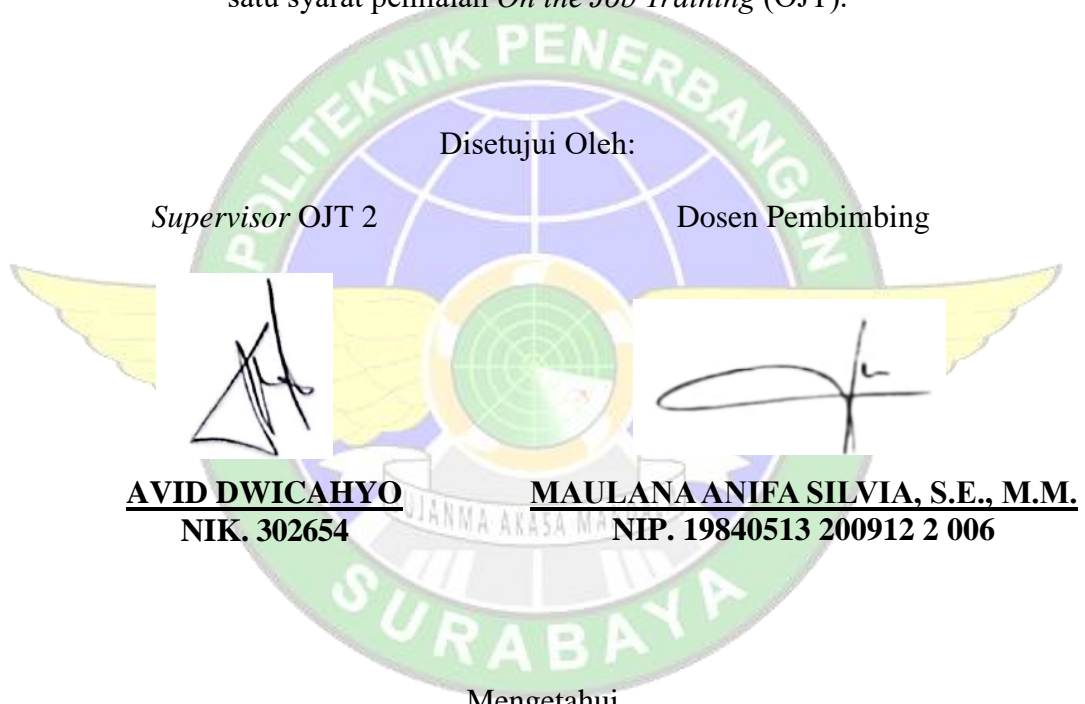 satu syarat penilaian On the Job Training (OJT).
POLITEKNIK PENERBANGAN
Disetujui Oleh:
Supervisor OJT 2
Dosen Pembimbing
AVID DWICAHYO
NIK. 302654
MAULANA ANIFA SILVIA, S.E., M.M.
NIP. 19840513 200912 2 006
AKASA
SURABAYA
Mengetahui